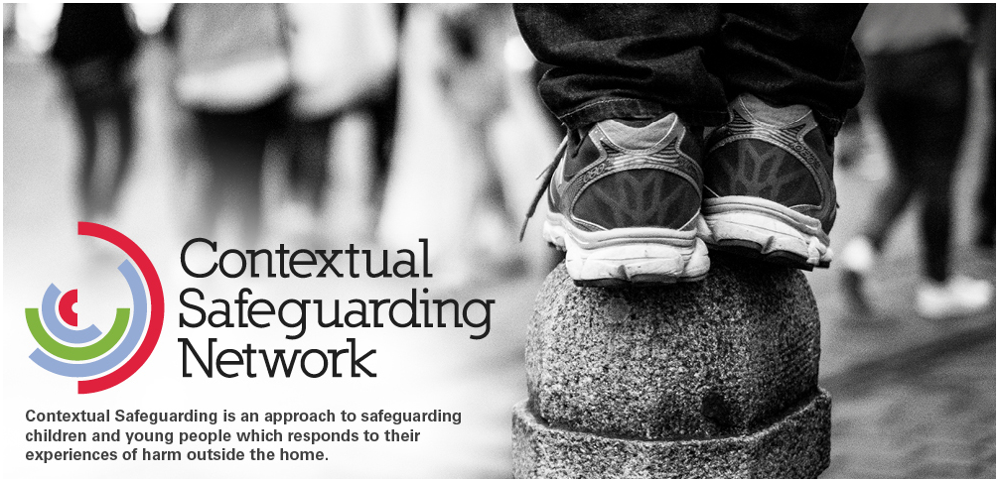 Contextual
Safeguarding
Network
Contextual Safeguarding is an approach to safeguarding
children and young people which responds to their
experiences of harm outside the home.